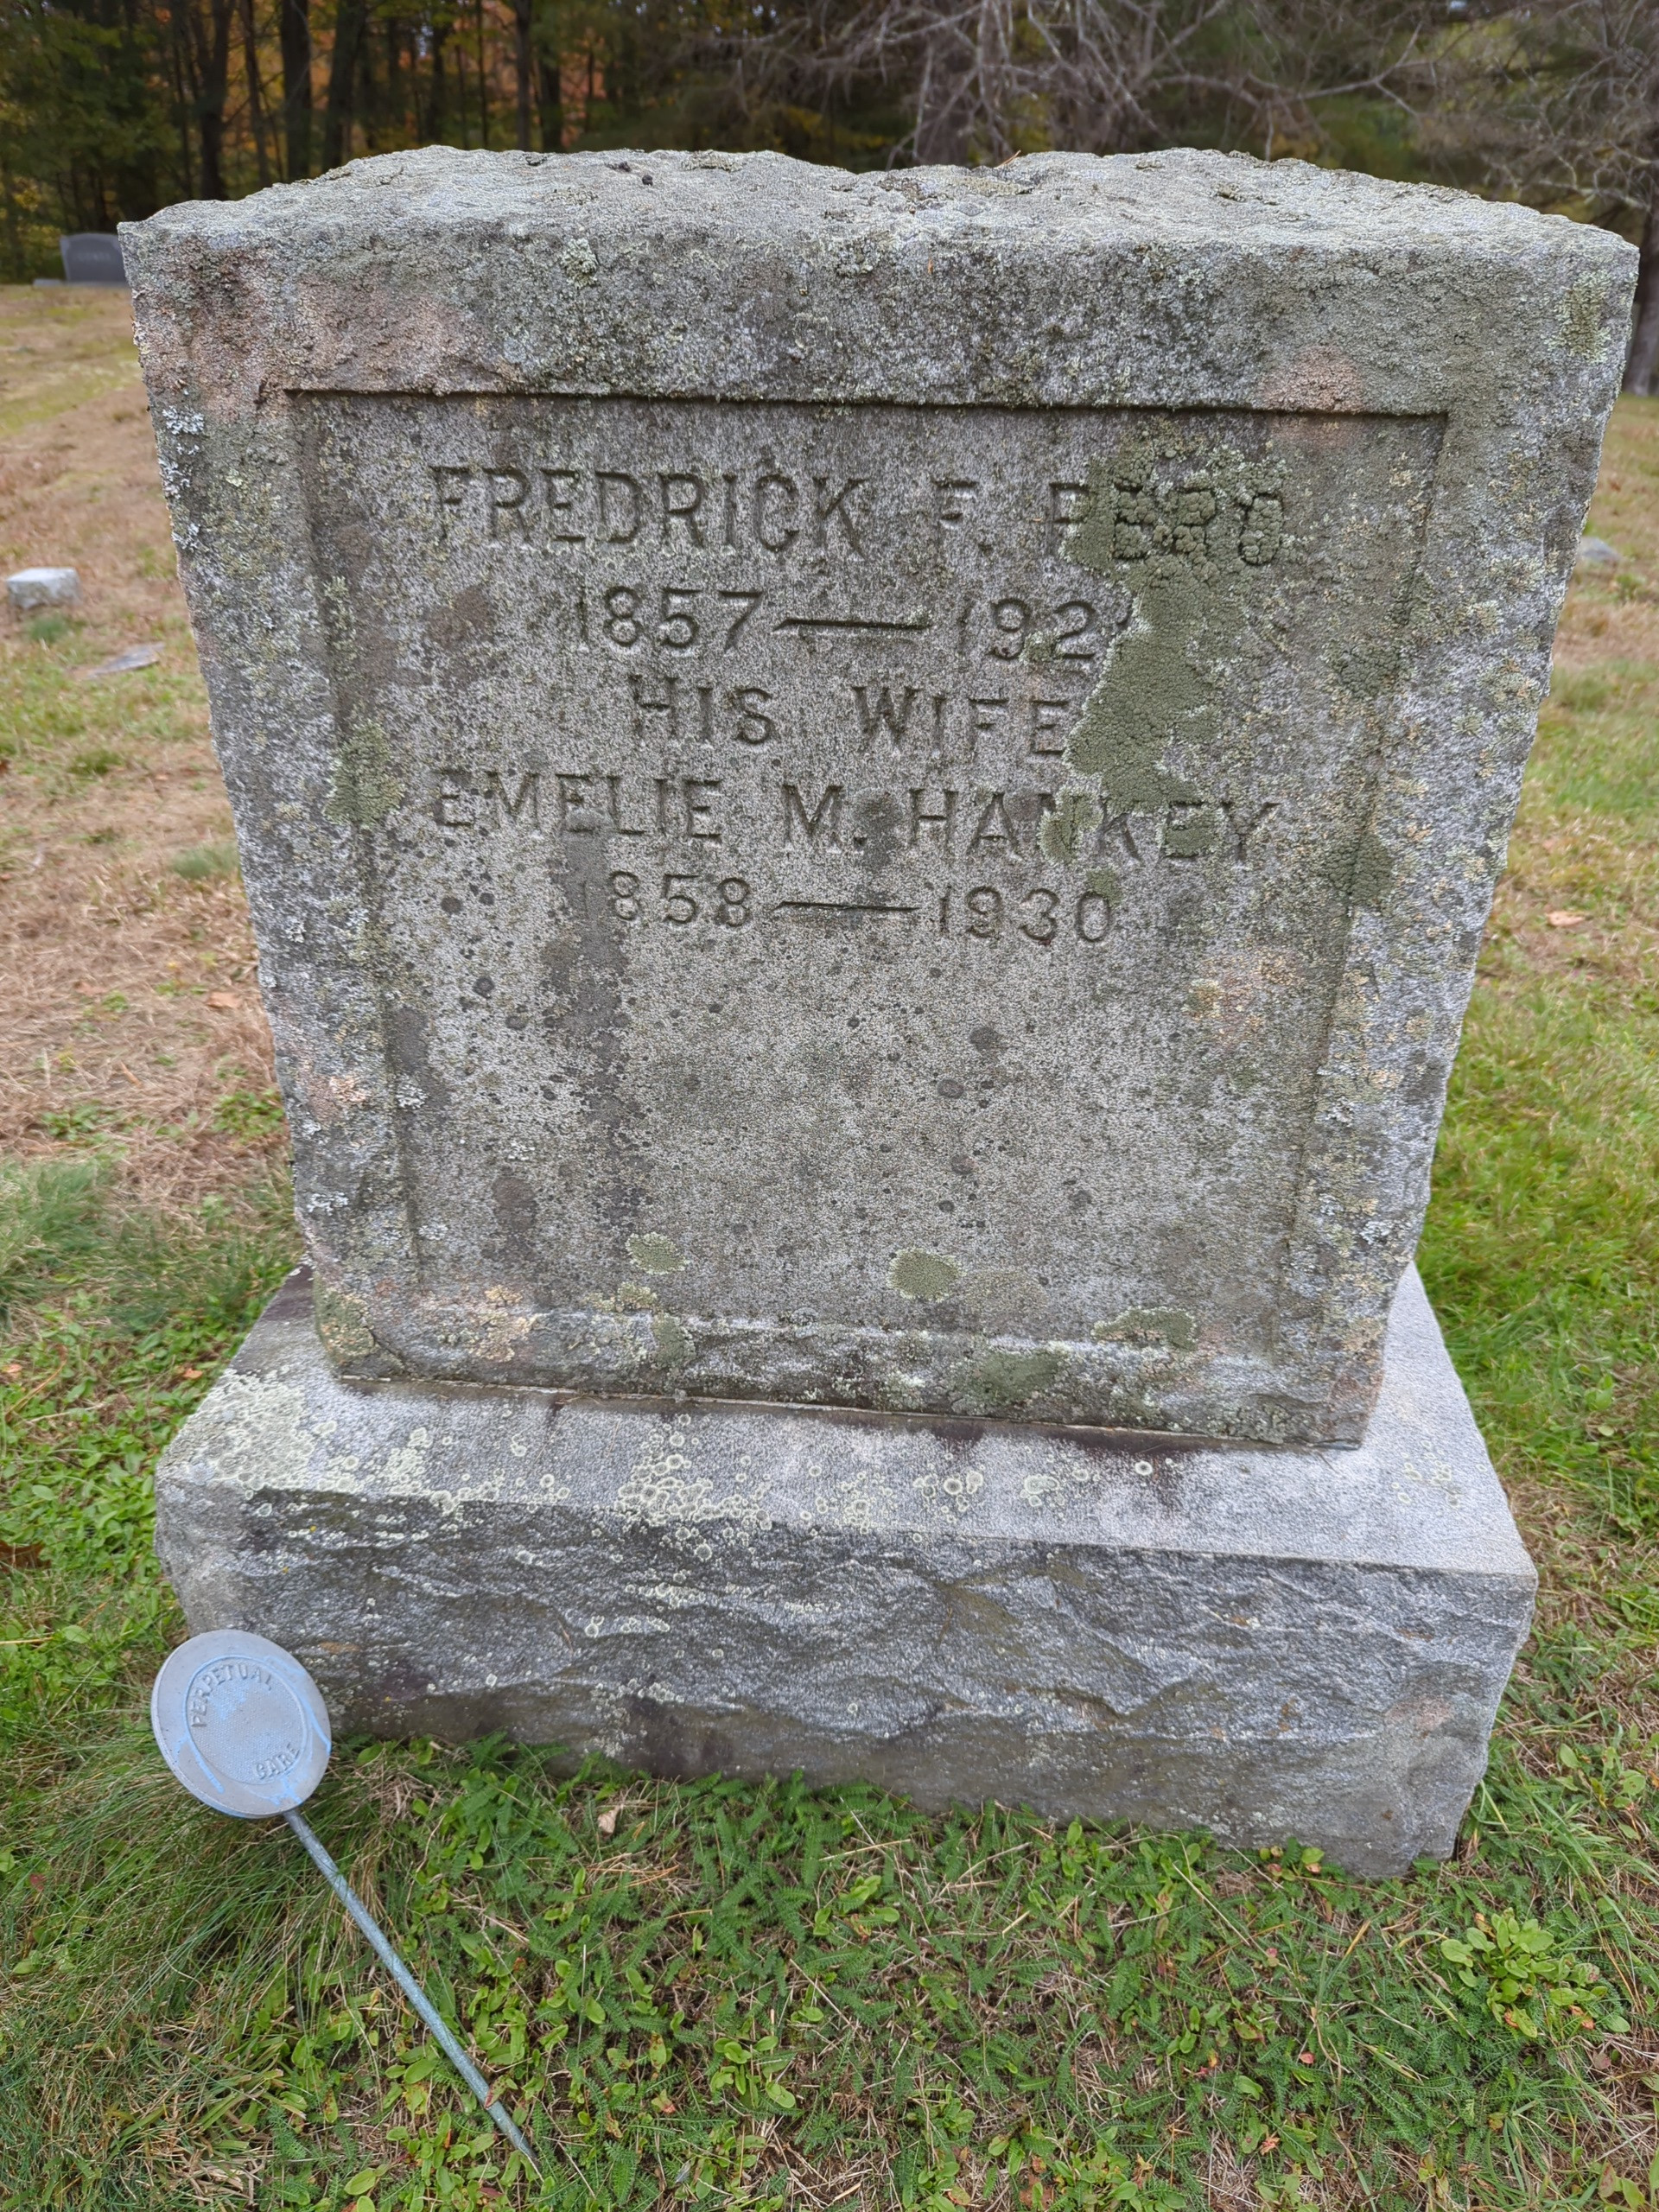 FREDRICK F. PERO
1857 — 192
HIS WIFE
EMELIE M. HANKEY
1858 — 1930
PERPETUAL
CARE